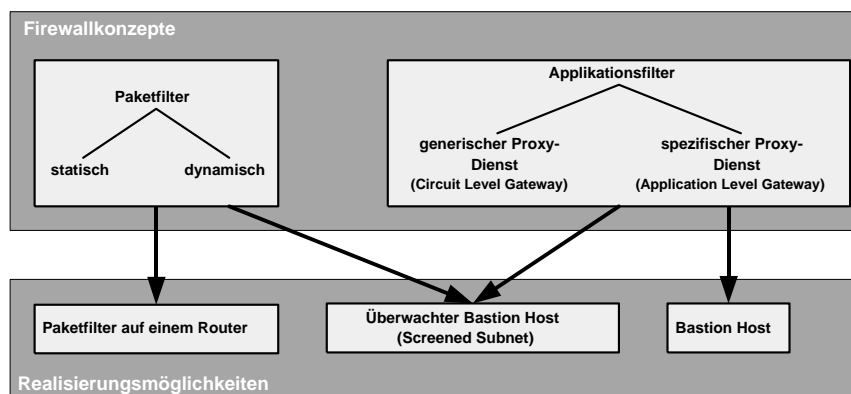 Firewallkonzepte
Paketfilter
statisch
dynamisch
Applikationsfilter
generischer Proxy-
Dienst
(Circuit Level Gateway)
spezifischer Proxy-
Dienst
(Application Level Gateway)
Paketfilter auf einem Router
Überwachter Bastion Host
(Screened Subnet)
Bastion Host
Realisierungsmöglichkeiten